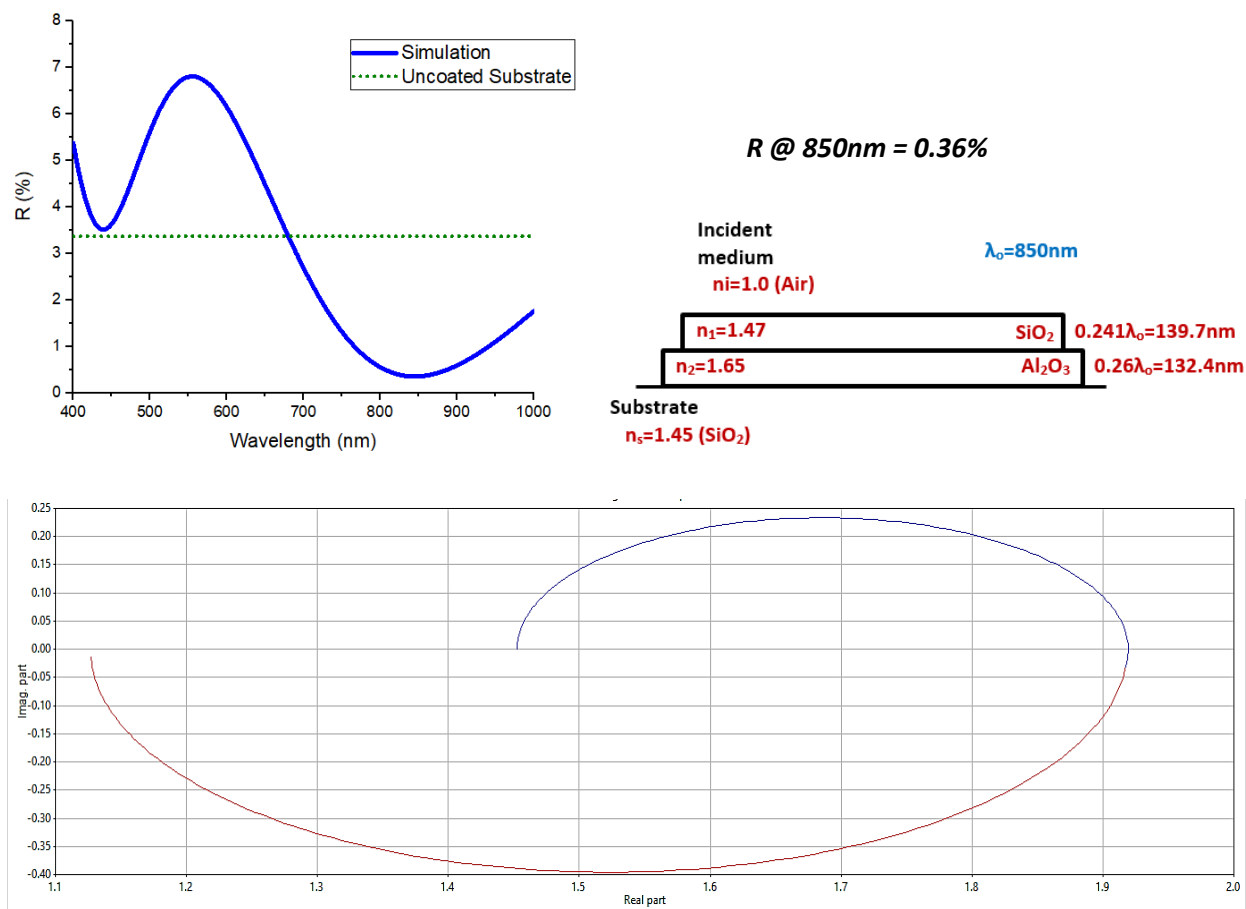 8
7
6
5
4
3
2
1
0
R (%)
400 500 600 700 800 900 1000
Wavelength (nm)
Simulation
Uncoated Substrate
R @ 850nm = 0.36%
Incident
medium
ni=1.0 (Air)
λₒ=850nm
n₁=1.47 SiO₂ 0.241λₒ=139.7nm
n₂=1.65 Al₂O₃ 0.26λₒ=132.4nm
Substrate
nₛ=1.45 (SiO₂)
0.25
0.20
0.15
0.10
0.05
0.00
-0.05
-0.10
-0.15
-0.20
-0.25
-0.30
-0.35
-0.40
Imag. part
1.1 1.2 1.3 1.4 1.5 1.6 1.7 1.8 1.9 2.0
Real part